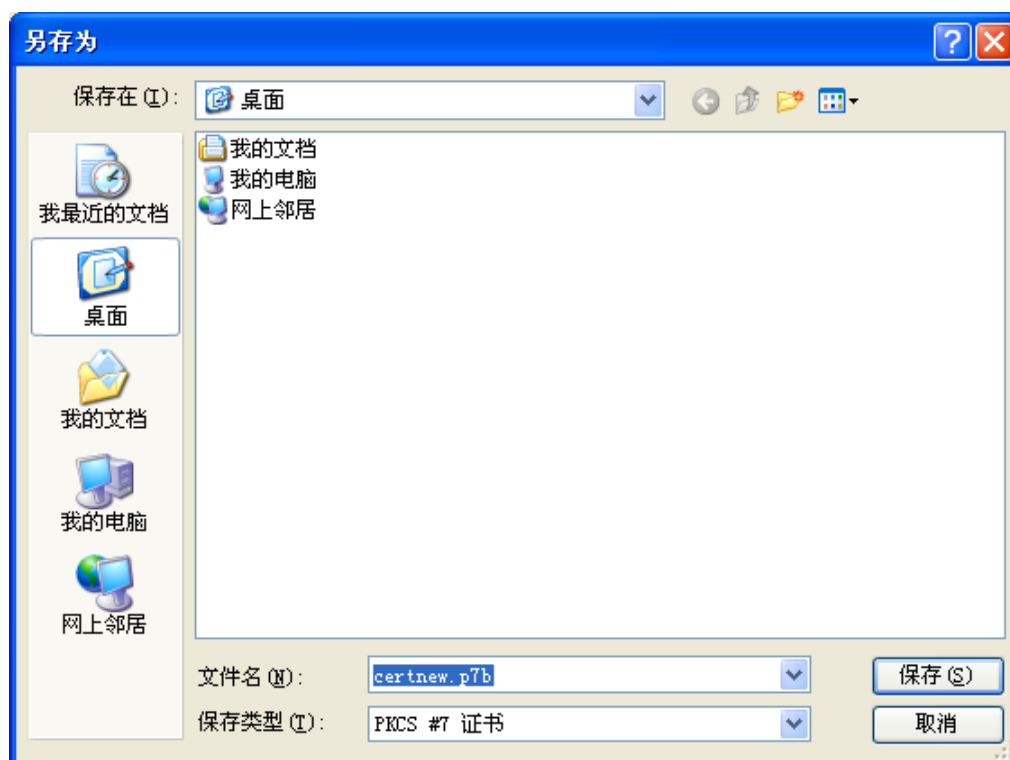 另存为
保存在(I):
桌面
我最近的文档
桌面
我的文档
我的电脑
网上邻居
我的文档
我的电脑
网上邻居
文件名(N):
certnew.p7b
保存(S)
保存类型(T):
PKCS #7 证书
取消